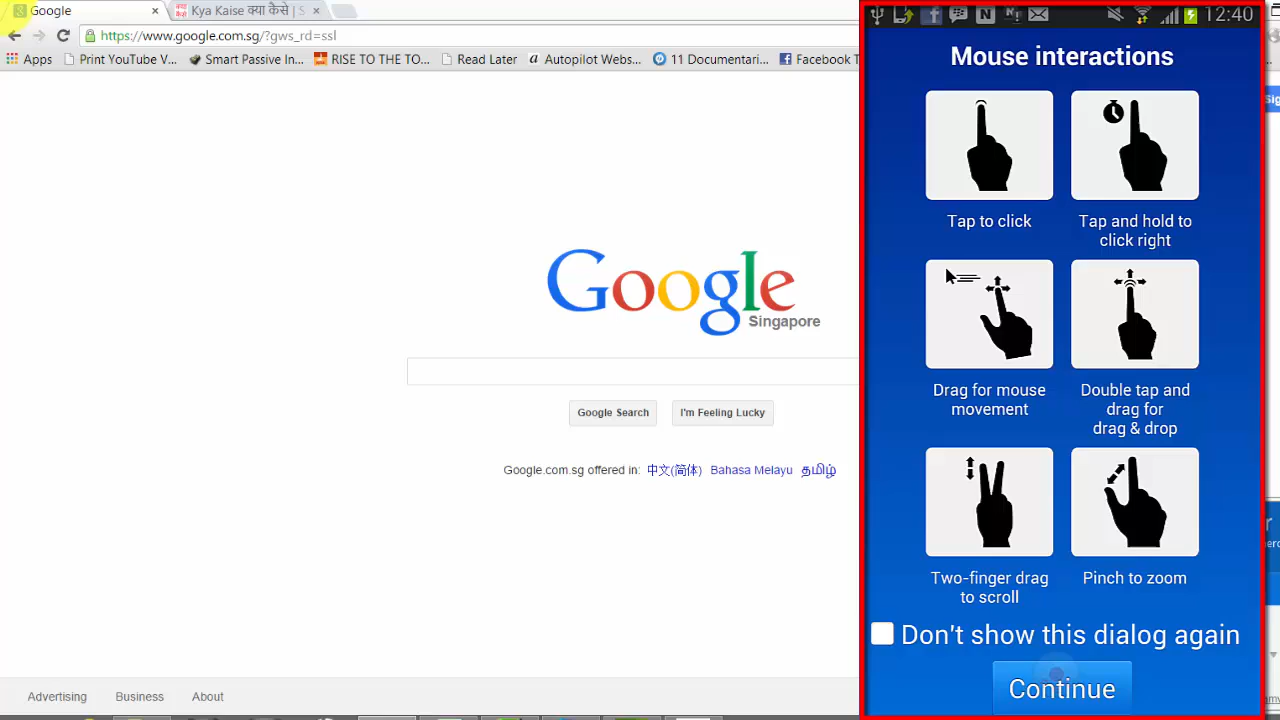 Google
Kya Kaise क्या कैसे | S
https://www.google.com.sg/?gws_rd=ssl
Apps
Print YouTube V...
Smart Passive In...
RISE TO THE TO...
Read Later
Autopilot Webs...
11 Documentari...
Facebook T
Google
Singapore
Google Search
I'm Feeling Lucky
Google.com.sg offered in: 中文(简体) Bahasa Melayu தமிழ்
Advertising
Business
About
12:40
Mouse interactions
Tap to click
Tap and hold to
click right
Drag for mouse
movement
Double tap and
drag for
drag & drop
Two-finger drag
to scroll
Pinch to zoom
Don't show this dialog again
Continue
Sig